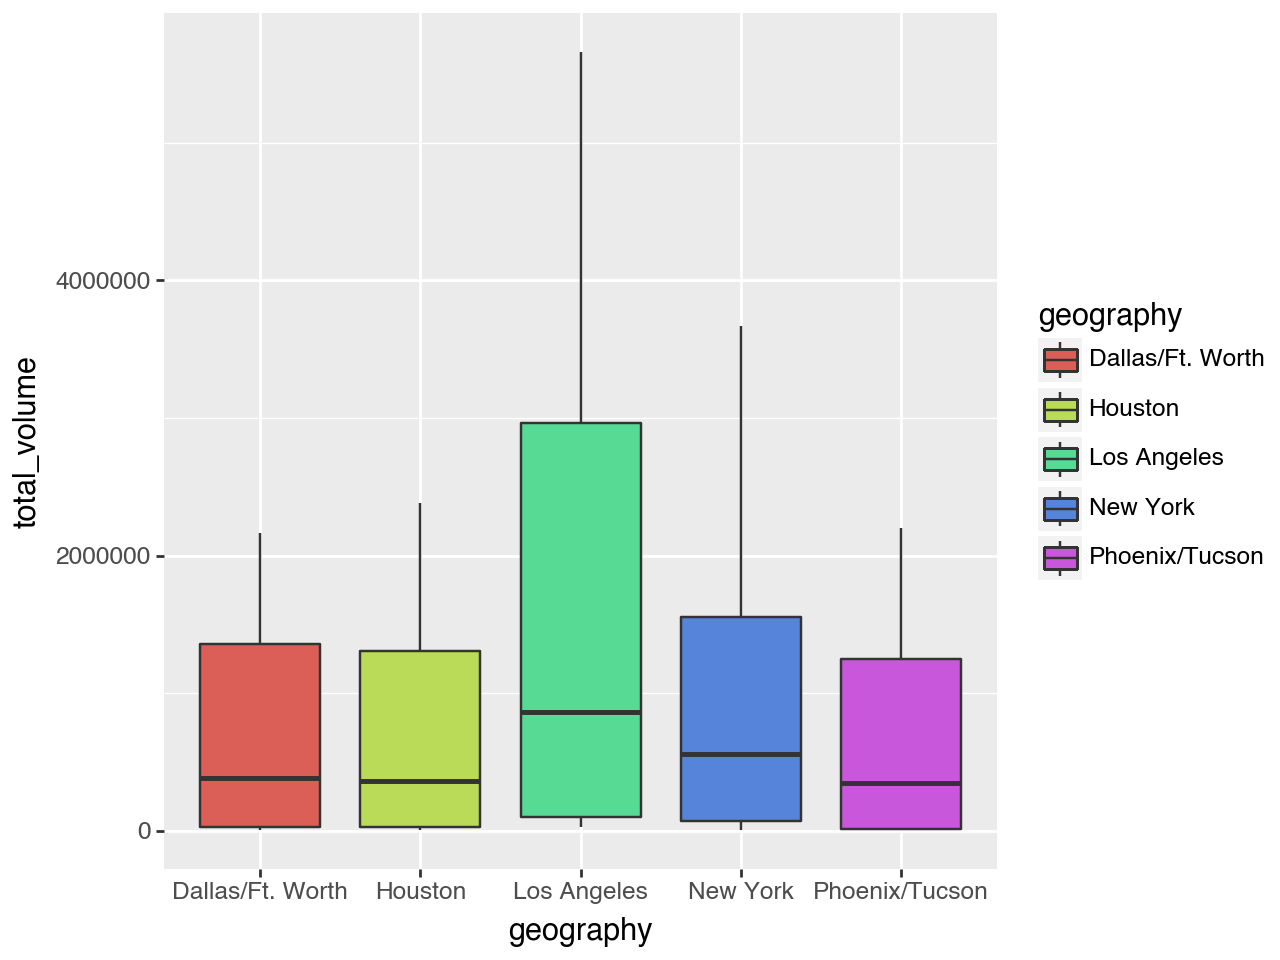 total_volume
4000000
2000000
0
Dallas/Ft. Worth
Houston
Los Angeles
New York
Phoenix/Tucson
geography
geography
Dallas/Ft. Worth
Houston
Los Angeles
New York
Phoenix/Tucson